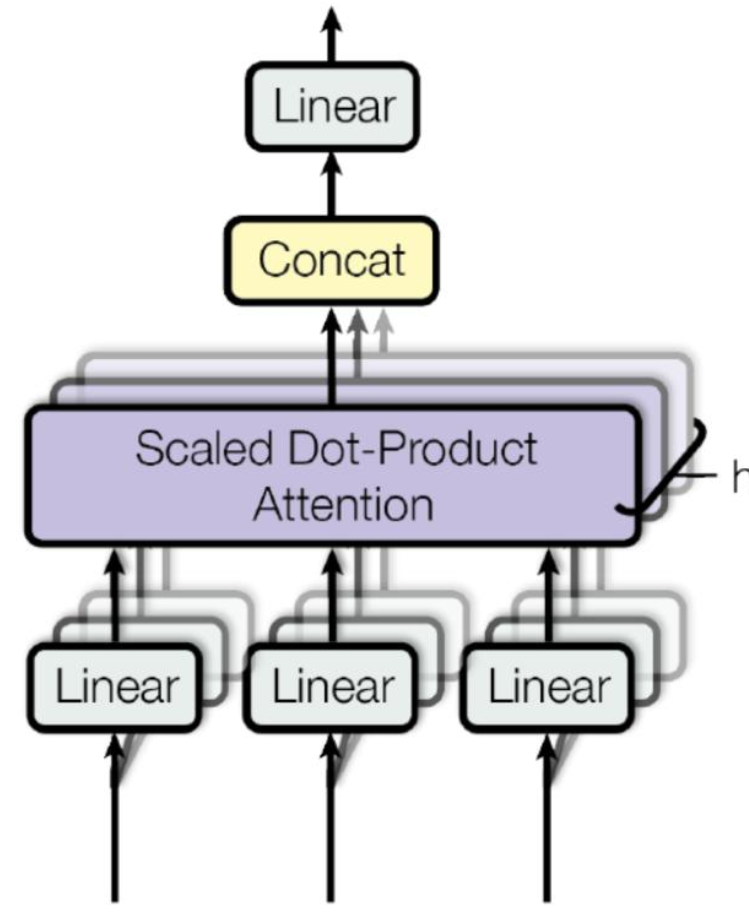 Linear
Concat
Scaled Dot-Product
Attention
h
Linear
Linear
Linear